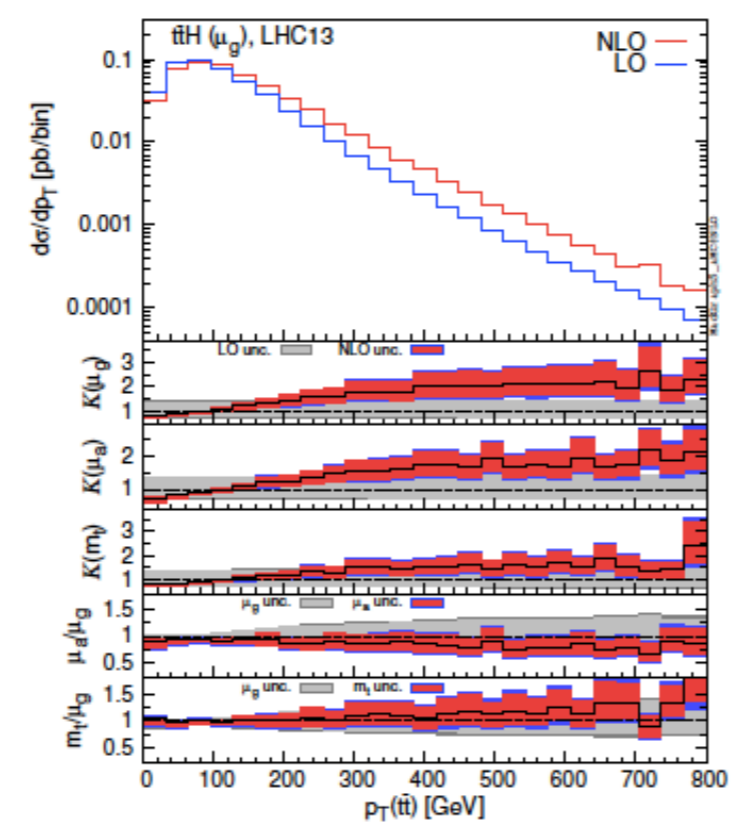 tt̄H (μg), LHC13
NLO
LO
dσ/dpT [pb/bin]
0.1
0.01
0.001
0.0001
LO unc.
NLO unc.
K(μg)
3
2
1
K(μa)
2
1
K(mt)
3
2
1
μg unc.
μa unc.
μa/μg
1.5
1
0.5
μg unc.
mt unc.
mt/μg
1.5
1
0.5
0 100 200 300 400 500 600 700 800
pT(tt̄) [GeV]